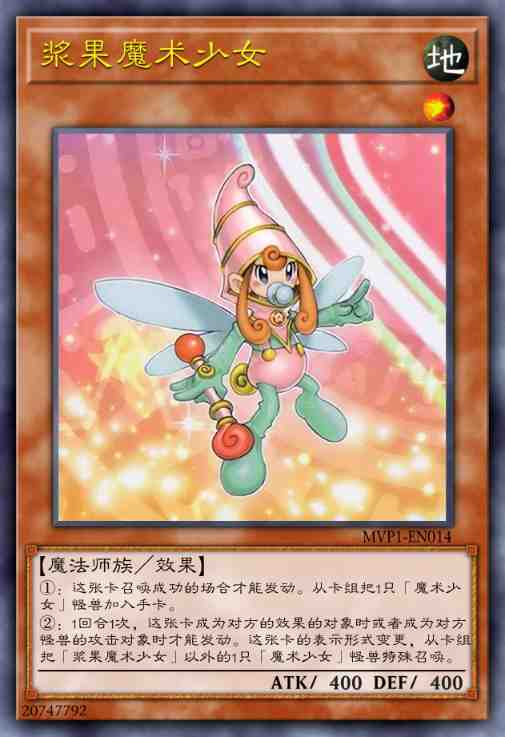 浆果魔术少女
地
MVP1-EN014
【魔法师族／效果】
①：这张卡召唤成功的场合才能发动。从卡组把1只「魔术少
女」怪兽加入手卡。
②：1回合1次，这张卡成为对方的效果的对象时或者成为对方
怪兽的攻击对象时才能发动。这张卡的表示形式变更，从卡组
把「浆果魔术少女」以外的1只「魔术少女」怪兽特殊召唤。
ATK/ 400 DEF/ 400
20747792